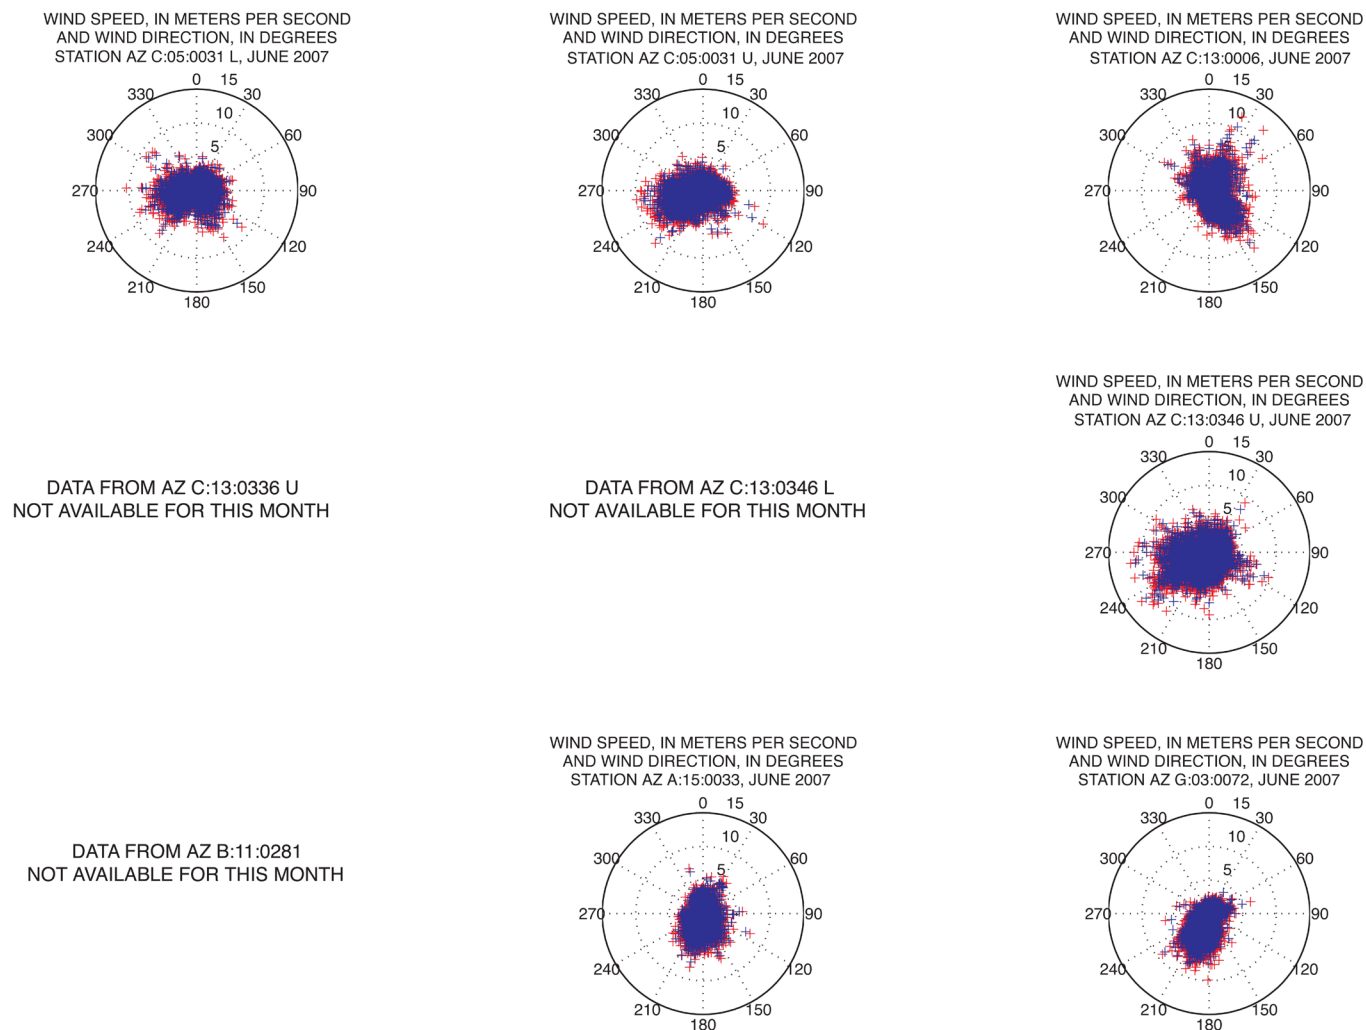 WIND SPEED, IN METERS PER SECOND
AND WIND DIRECTION, IN DEGREES
STATION AZ C:05:0031 L, JUNE 2007
0 15
330 30
10
300 60
5
270 90
240 120
210 150
180
WIND SPEED, IN METERS PER SECOND
AND WIND DIRECTION, IN DEGREES
STATION AZ C:05:0031 U, JUNE 2007
0 15
330 30
10
300 60
5
270 90
240 120
210 150
180
WIND SPEED, IN METERS PER SECOND
AND WIND DIRECTION, IN DEGREES
STATION AZ C:13:0006, JUNE 2007
0 15
330 30
10
300 60
270 90
240 120
210 150
180
DATA FROM AZ C:13:0336 U
NOT AVAILABLE FOR THIS MONTH
DATA FROM AZ C:13:0346 L
NOT AVAILABLE FOR THIS MONTH
WIND SPEED, IN METERS PER SECOND
AND WIND DIRECTION, IN DEGREES
STATION AZ C:13:0346 U, JUNE 2007
0 15
330 30
10
300 60
5
270 90
240 120
210 150
180
DATA FROM AZ B:11:0281
NOT AVAILABLE FOR THIS MONTH
WIND SPEED, IN METERS PER SECOND
AND WIND DIRECTION, IN DEGREES
STATION AZ A:15:0033, JUNE 2007
0 15
330 30
10
300 60
5
270 90
240 120
210 150
180
WIND SPEED, IN METERS PER SECOND
AND WIND DIRECTION, IN DEGREES
STATION AZ G:03:0072, JUNE 2007
0 15
330 30
10
300 60
5
270 90
240 120
210 150
180